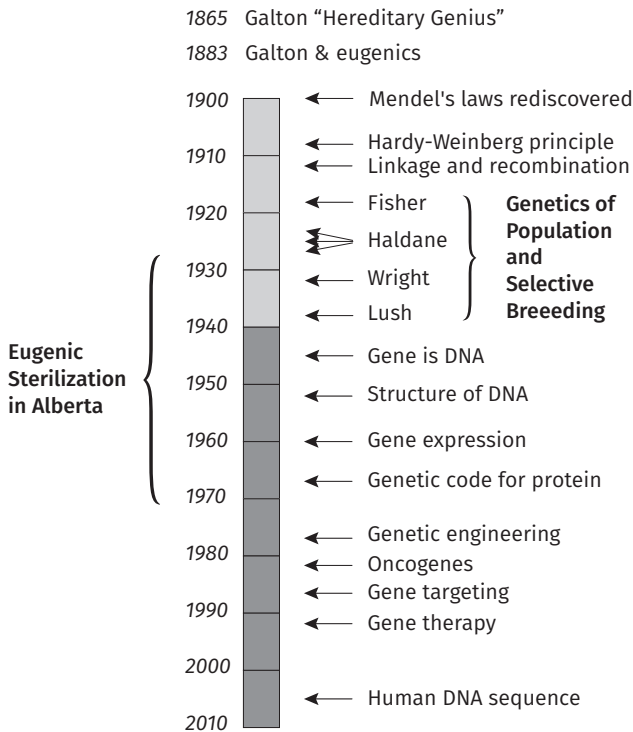 1865 Galton “Hereditary Genius”
1883 Galton & eugenics
1900 Mendel's laws rediscovered
Hardy-Weinberg principle
1910
Linkage and recombination
Fisher
1920
Haldane
Genetics of
Population
and
Selective
Breeeding
1930
Wright
Lush
1940
Eugenic
Sterilization
in Alberta
Gene is DNA
1950
Structure of DNA
1960 Gene expression
Genetic code for protein
1970
Genetic engineering
1980
Oncogenes
Gene targeting
1990
Gene therapy
2000
Human DNA sequence
2010